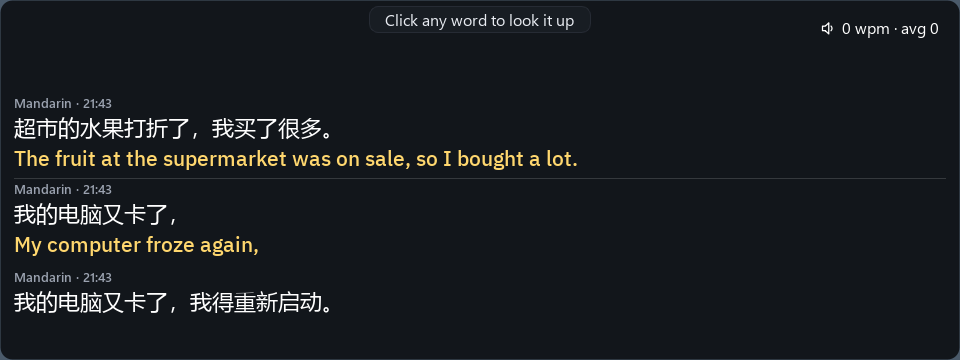 Click any word to look it up
0 wpm · avg 0
Mandarin · 21:43
超市的水果打折了，我买了很多。
The fruit at the supermarket was on sale, so I bought a lot.
Mandarin · 21:43
我的电脑又卡了，
My computer froze again,
Mandarin · 21:43
我的电脑又卡了，我得重新启动。